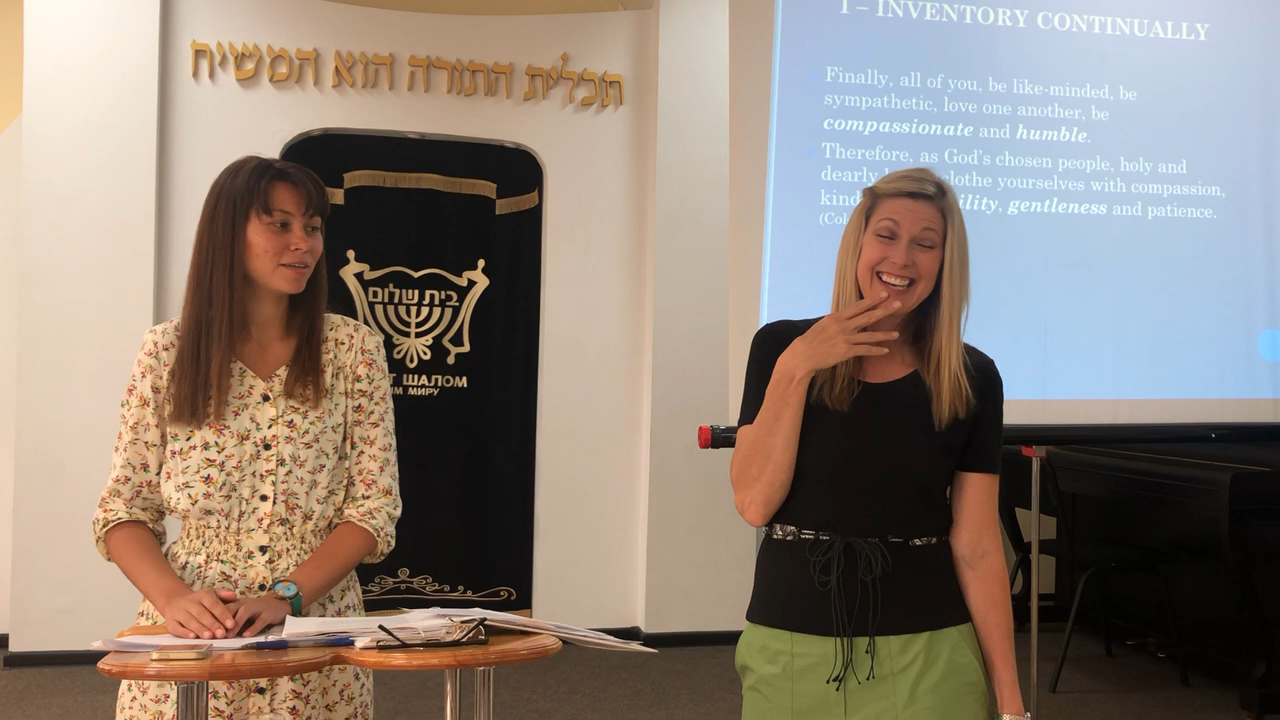 תכלית התורה הוא המשיח
בית שלום
ШАЛОМ
МИРУ
I – INVENTORY CONTINUALLY
Finally, all of you, be like-minded, be
sympathetic, love one another, be
compassionate and humble.
Therefore, as God's chosen people, holy and
dearly clothe yourselves with compassion,
gentleness and patience.